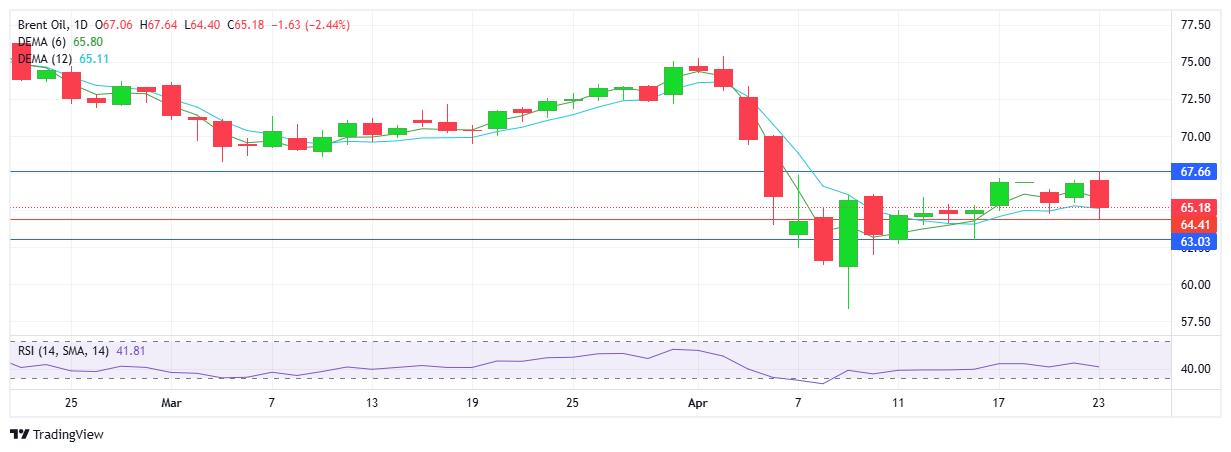 Brent Oil, 1D O67.06 H67.64 L64.40 C65.18 −1.63 (−2.44%)
DEMA (6) 65.80
DEMA (12) 65.11
77.50
75.00
72.50
70.00
67.66
65.18
64.41
63.03
62.50
60.00
57.50
RSI (14, SMA, 14) 41.81
40.00
25 Mar 7 13 19 25 Apr 7 11 17 23
TradingView